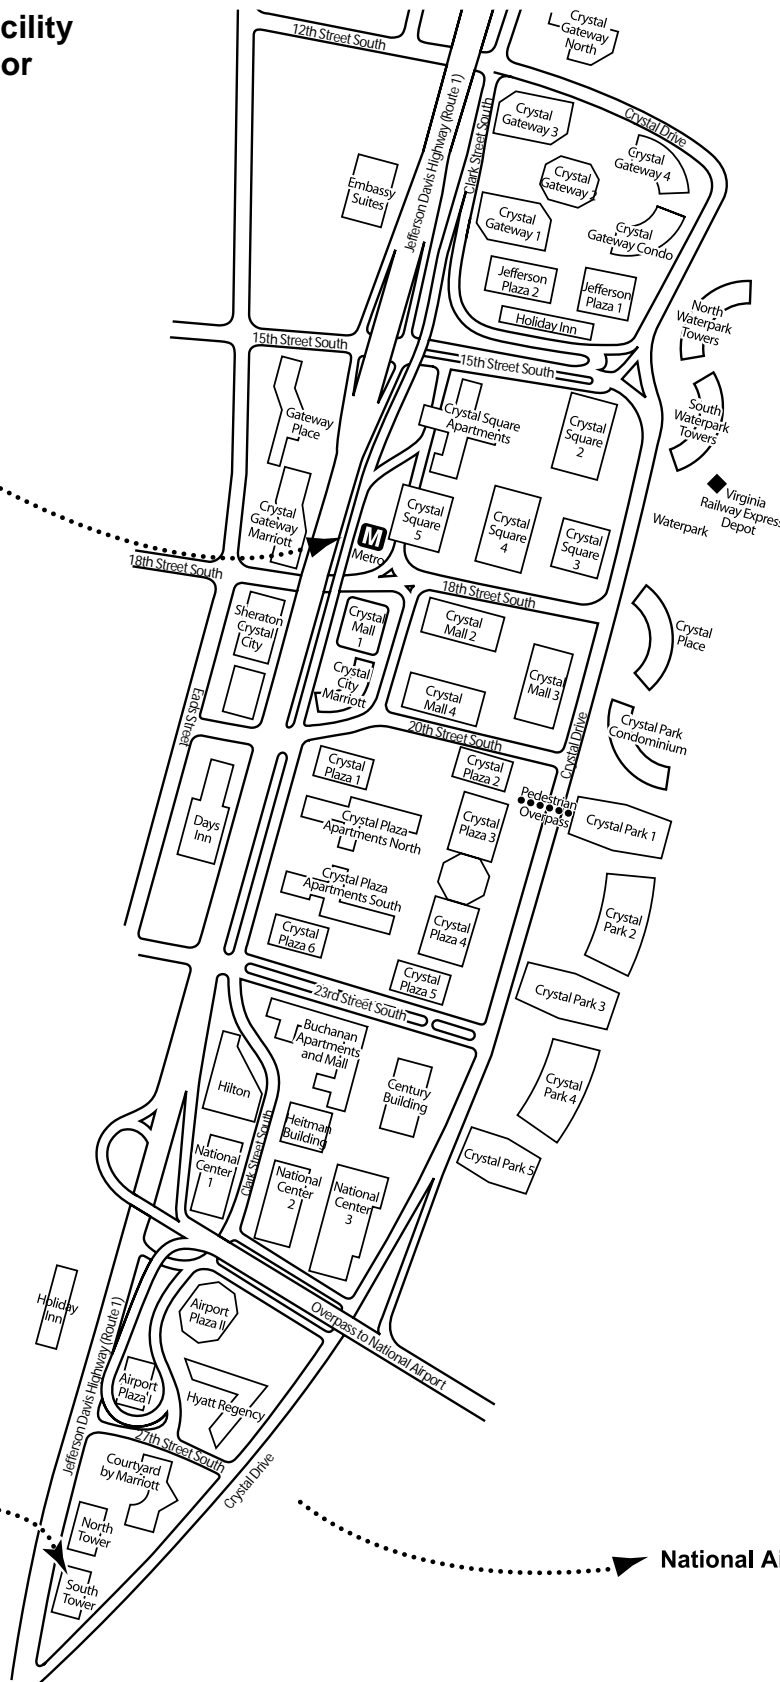 cility
or
Crystal
Gateway
North
12th Street South
Jefferson Davis Highway (Route 1)
Clark Street South
Crystal Drive
Crystal
Gateway 3
Crystal
Gateway 4
Crystal
Gateway 2
Embassy
Suites
Crystal
Gateway 1
Crystal
Gateway Condo
Jefferson
Plaza 2
Jefferson
Plaza 1
Holiday Inn
North
Waterpark
Towers
15th Street South
15th Street South
Gateway
Place
Crystal Square
Apartments
Crystal
Square
2
South
Waterpark
Towers
Virginia
Railway Express
Depot
Waterpark
Crystal
Gateway
Marriott
Crystal
Square
5
Crystal
Square
4
Crystal
Square
3
M
Metro
18th Street South
18th Street South
Sheraton
Crystal
City
Crystal
Mall
1
Crystal
Mall 2
Crystal
Place
Crystal
City
Marriott
Crystal
Mall 4
Crystal
Mall 3
Eads Street
20th Street South
Crystal Drive
Crystal Park
Condominium
Crystal
Plaza 1
Crystal
Plaza 2
Pedestrian
Overpass
Days
Inn
Crystal Plaza
Apartments North
Crystal
Plaza 3
Crystal Park 1
Crystal Plaza
Apartments South
Crystal
Plaza 6
Crystal
Plaza 4
Crystal
Park 2
Crystal
Plaza 5
Crystal Park 3
23rd Street South
Buchanan
Apartments
and Mall
Hilton
Century
Building
Crystal
Park 4
Heitman
Building
Clark Street South
National
Center
1
National
Center
2
National
Center
3
Crystal Park 5
Holiday
Inn
Airport
Plaza II
Overpass to National Airport
Jefferson Davis Highway (Route 1)
Airport
Plaza I
Hyatt Regency
27th Street South
Crystal Drive
Courtyard
by Marriott
North
Tower
South
Tower
National Ai